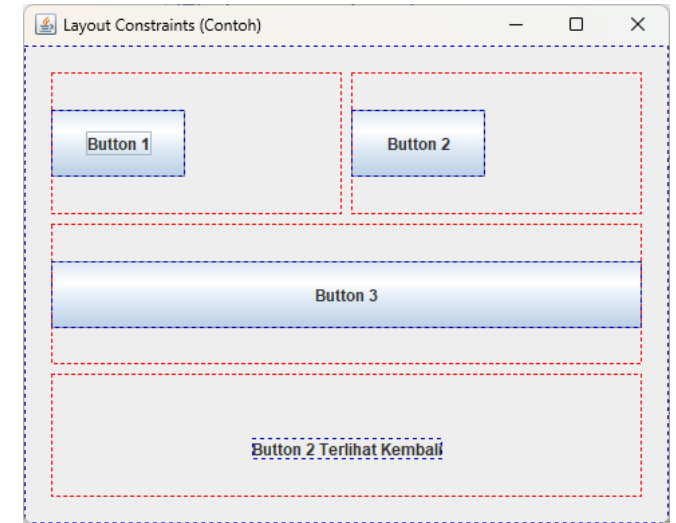 Layout Constraints (Contoh)
Button 1
Button 2
Button 3
Button 2 Terlihat Kembali